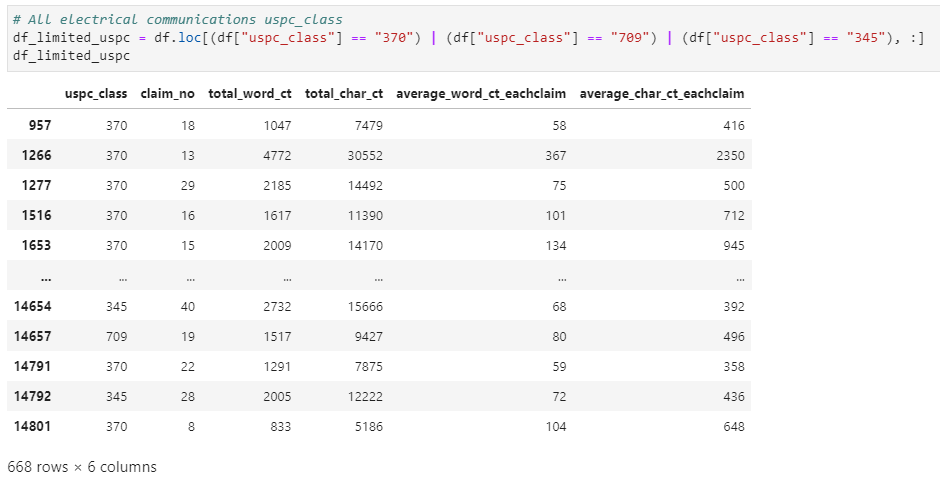 # All electrical communications uspc_class
df_limited_uspc = df.loc[(df["uspc_class"] == "370") | (df["uspc_class"] == "709") | (df["uspc_class"] == "345"), :]
df_limited_uspc
uspc_class claim_no total_word_ct total_char_ct average_word_ct_eachclaim average_char_ct_eachclaim
957 370 18 1047 7479 58 416
1266 370 13 4772 30552 367 2350
1277 370 29 2185 14492 75 500
1516 370 16 1617 11390 101 712
1653 370 15 2009 14170 134 945
... ... ... ... ... ... ...
14654 345 40 2732 15666 68 392
14657 709 19 1517 9427 80 496
14791 370 22 1291 7875 59 358
14792 345 28 2005 12222 72 436
14801 370 8 833 5186 104 648
668 rows × 6 columns